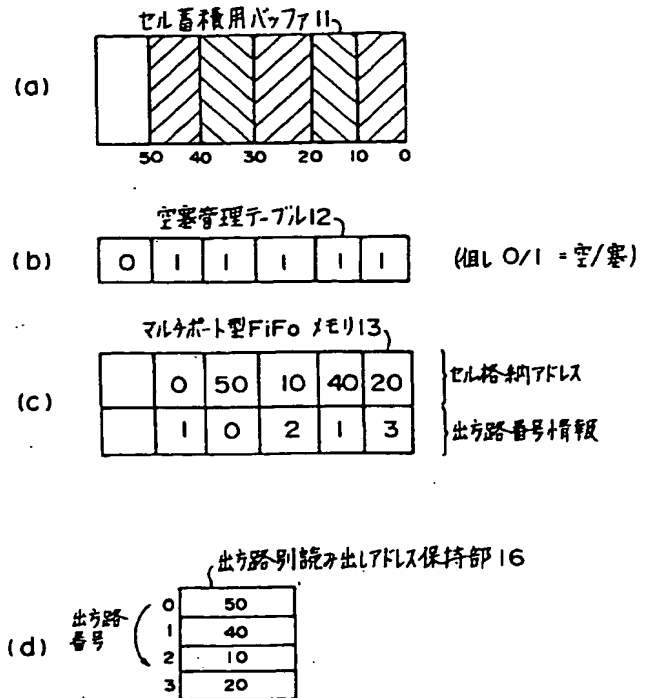 セル蓄積用バッファ11
(a)
50 40 30 20 10 0
空塞管理テーブル12
(b) 0 1 1 1 1 1 (但し 0/1 = 空/塞)
マルチポート型FiFo メモリ13
(c)
0 50 10 40 20 セル格納アドレス
1 0 2 1 3 出方路番号情報
出方路別読み出しアドレス保持部16
(d)
出方路
番号
0 50
1 40
2 10
3 20